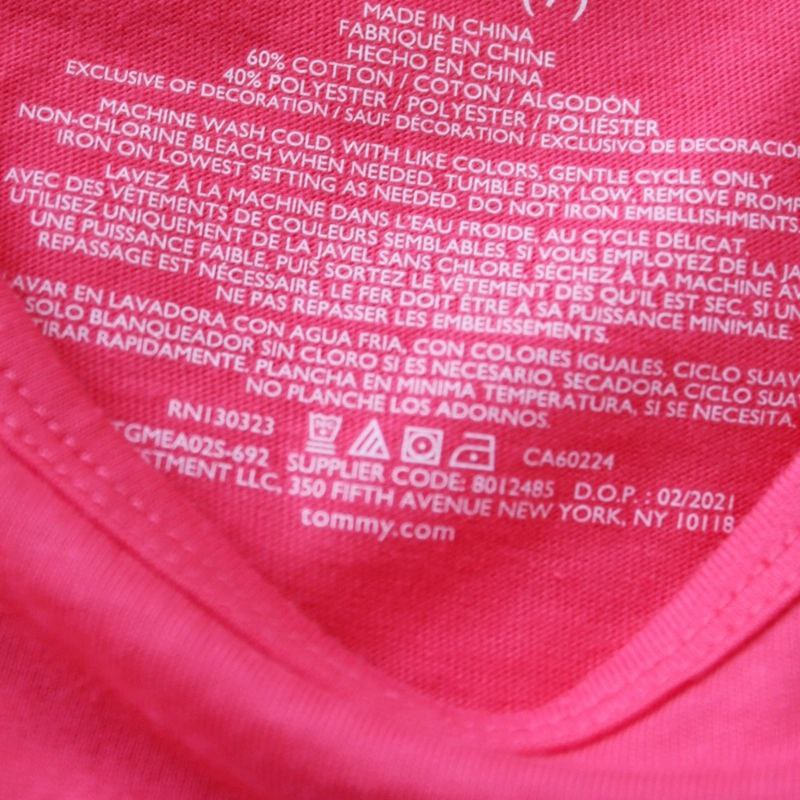 MADE IN CHINA
FABRIQUÉ EN CHINE
HECHO EN CHINA
60% COTTON / COTON / ALGODÓN
40% POLYESTER / POLYESTER / POLIÉSTER
EXCLUSIVE OF DECORATION / SAUF DÉCORATION / EXCLUSIVO DE DECORACIÓN
MACHINE WASH COLD, WITH LIKE COLORS, GENTLE CYCLE, ONLY
NON-CHLORINE BLEACH WHEN NEEDED, TUMBLE DRY LOW, REMOVE
IRON ON LOWEST SETTING AS NEEDED. DO NOT IRON EMBELLISHMENTS.
LAVEZ À LA MACHINE DANS L'EAU FROIDE, AU CYCLE DÉLICAT,
AVEC DES VÊTEMENTS DE COULEURS SEMBLABLES. SI VOUS EMPLOYEZ DE LA
UTILISEZ UNIQUEMENT DE LA JAVEL SANS CHLORE, SÉCHEZ À LA MACHINE
UNE PUISSANCE FAIBLE, PUIS SORTEZ LE VÊTEMENT DÈS QU'IL EST SEC. SI UN
REPASSAGE EST NÉCESSAIRE, LE FER DOIT ÊTRE À SA PUISSANCE MINIMALE.
NE PAS REPASSER LES EMBELLISSEMENTS.
AVAR EN LAVADORA CON AGUA FRIA, CON COLORES IGUALES, CICLO
SOLO BLANQUEADOR SIN CLORO SI ES NECESARIO, SECADORA CICLO
TIRAR RAPIDAMENTE, PLANCHA EN MINIMA TEMPERATURA, SI SE NECESITA,
NO PLANCHE LOS ADORNOS.
RN130323 CA60224
TGMEA02S-692 SUPPLIER CODE: 8012485 D.O.P. : 02/2021
ESTMENT LLC, 350 FIFTH AVENUE NEW YORK, NY 10118
tommy.com